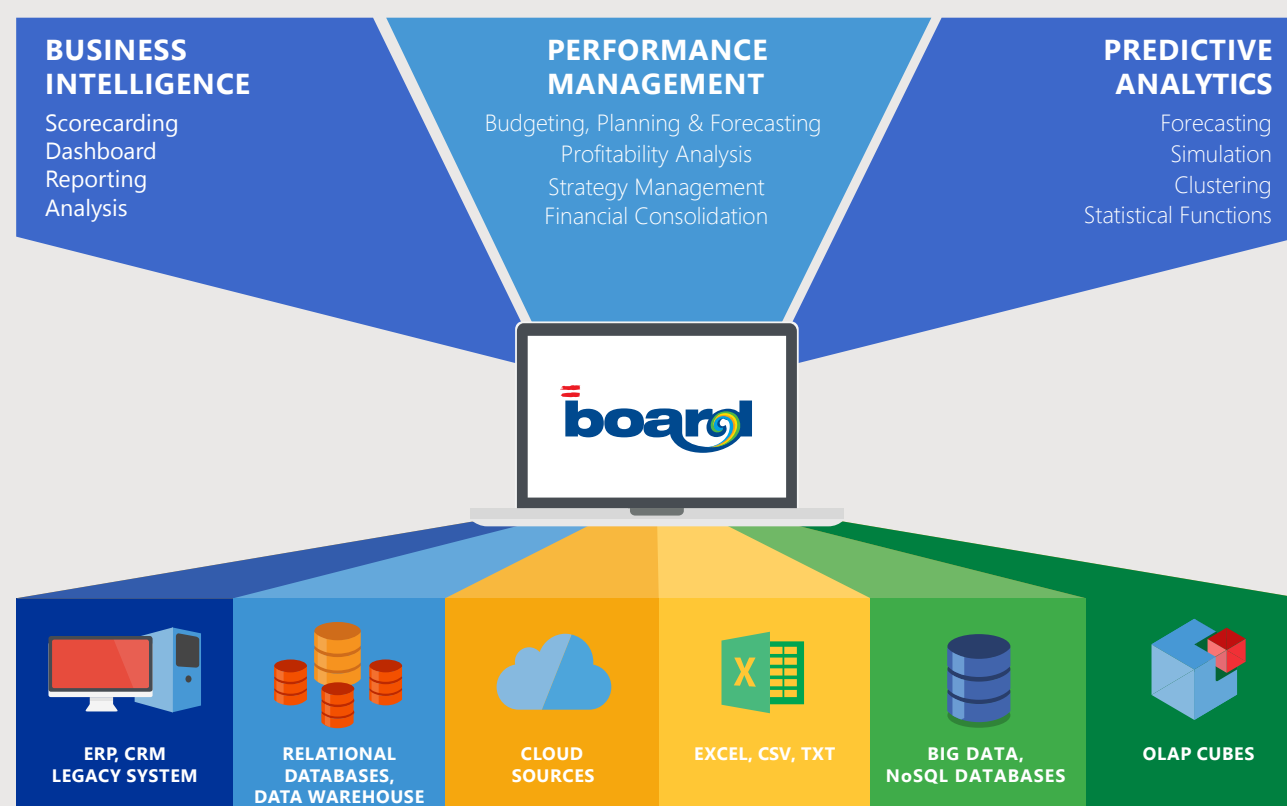 BUSINESS
INTELLIGENCE
Scorecarding
Dashboard
Reporting
Analysis
PERFORMANCE
MANAGEMENT
Budgeting, Planning & Forecasting
Profitability Analysis
Strategy Management
Financial Consolidation
PREDICTIVE
ANALYTICS
Forecasting
Simulation
Clustering
Statistical Functions
board
ERP, CRM
LEGACY SYSTEM
RELATIONAL
DATABASES,
DATA WAREHOUSE
CLOUD
SOURCES
X
EXCEL, CSV, TXT
BIG DATA,
NoSQL DATABASES
OLAP CUBES